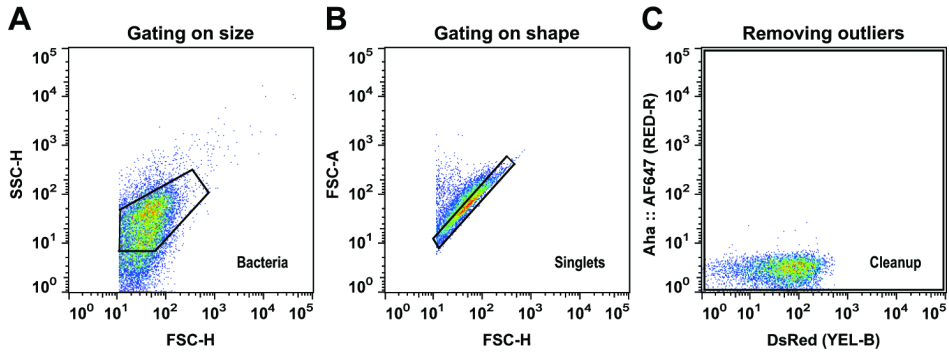 A
Gating on size
10⁵
10⁴
10³
10²
10¹
10⁰
SSC-H
Bacteria
10⁰ 10¹ 10² 10³ 10⁴ 10⁵
FSC-H
B
Gating on shape
10⁵
10⁴
10³
10²
10¹
10⁰
FSC-A
Singlets
10⁰ 10¹ 10² 10³ 10⁴ 10⁵
FSC-H
C
Removing outliers
10⁵
10⁴
10³
10²
10¹
10⁰
Aha :: AF647 (RED-R)
Cleanup
10⁰ 10¹ 10² 10³ 10⁴ 10⁵
DsRed (YEL-B)